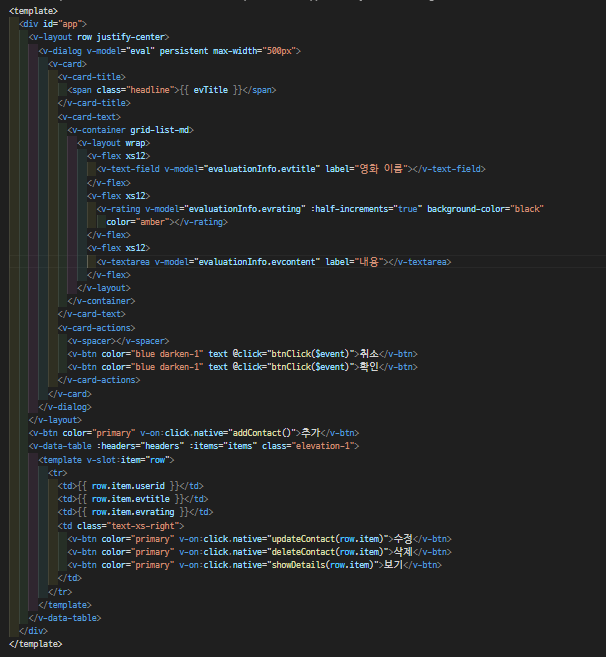 <template>
<div id="app">
<v-layout row justify-center>
<v-dialog v-model="eval" persistent max-width="500px">
<v-card>
<v-card-title>
<span class="headline">{{ evTitle }}</span>
</v-card-title>
<v-card-text>
<v-container grid-list-md>
<v-layout wrap>
<v-flex xs12>
<v-text-field v-model="evaluationInfo.evtitle" label="영화 이름"></v-text-field>
</v-flex>
<v-flex xs12>
<v-rating v-model="evaluationInfo.evrating" :half-increments="true" background-color="black"
color="amber"></v-rating>
</v-flex>
<v-flex xs12>
<v-textarea v-model="evaluationInfo.evcontent" label="내용"></v-textarea>
</v-flex>
</v-layout>
</v-container>
</v-card-text>
<v-card-actions>
<v-spacer></v-spacer>
<v-btn color="blue darken-1" text @click="btnClick($event)">취소</v-btn>
<v-btn color="blue darken-1" text @click="btnClick($event)">확인</v-btn>
</v-card-actions>
</v-card>
</v-dialog>
</v-layout>
<v-btn color="primary" v-on:click.native="addContact()">추가</v-btn>
<v-data-table :headers="headers" :items="items" class="elevation-1">
<template v-slot:item="row">
<tr>
<td>{{ row.item.userid }}</td>
<td>{{ row.item.evtitle }}</td>
<td>{{ row.item.evrating }}</td>
<td class="text-xs-right">
<v-btn color="primary" v-on:click.native="updateContact(row.item)">수정</v-btn>
<v-btn color="primary" v-on:click.native="deleteContact(row.item)">삭제</v-btn>
<v-btn color="primary" v-on:click.native="showDetails(row.item)">보기</v-btn>
</td>
</tr>
</template>
</v-data-table>
</div>
</template>